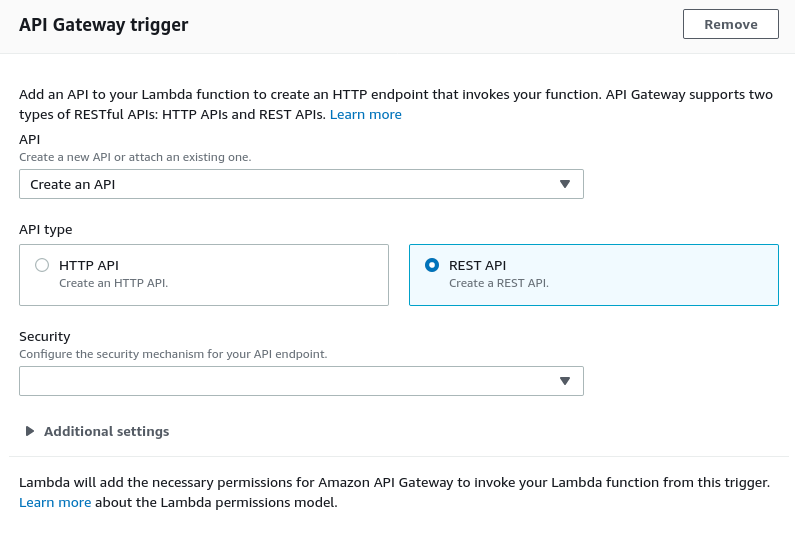 API Gateway trigger
Remove
Add an API to your Lambda function to create an HTTP endpoint that invokes your function. API Gateway supports two
types of RESTful APIs: HTTP APIs and REST APIs. Learn more
API
Create a new API or attach an existing one.
Create an API
API type
HTTP API
Create an HTTP API.
REST API
Create a REST API.
Security
Configure the security mechanism for your API endpoint.
Additional settings
Lambda will add the necessary permissions for Amazon API Gateway to invoke your Lambda function from this trigger.
Learn more about the Lambda permissions model.